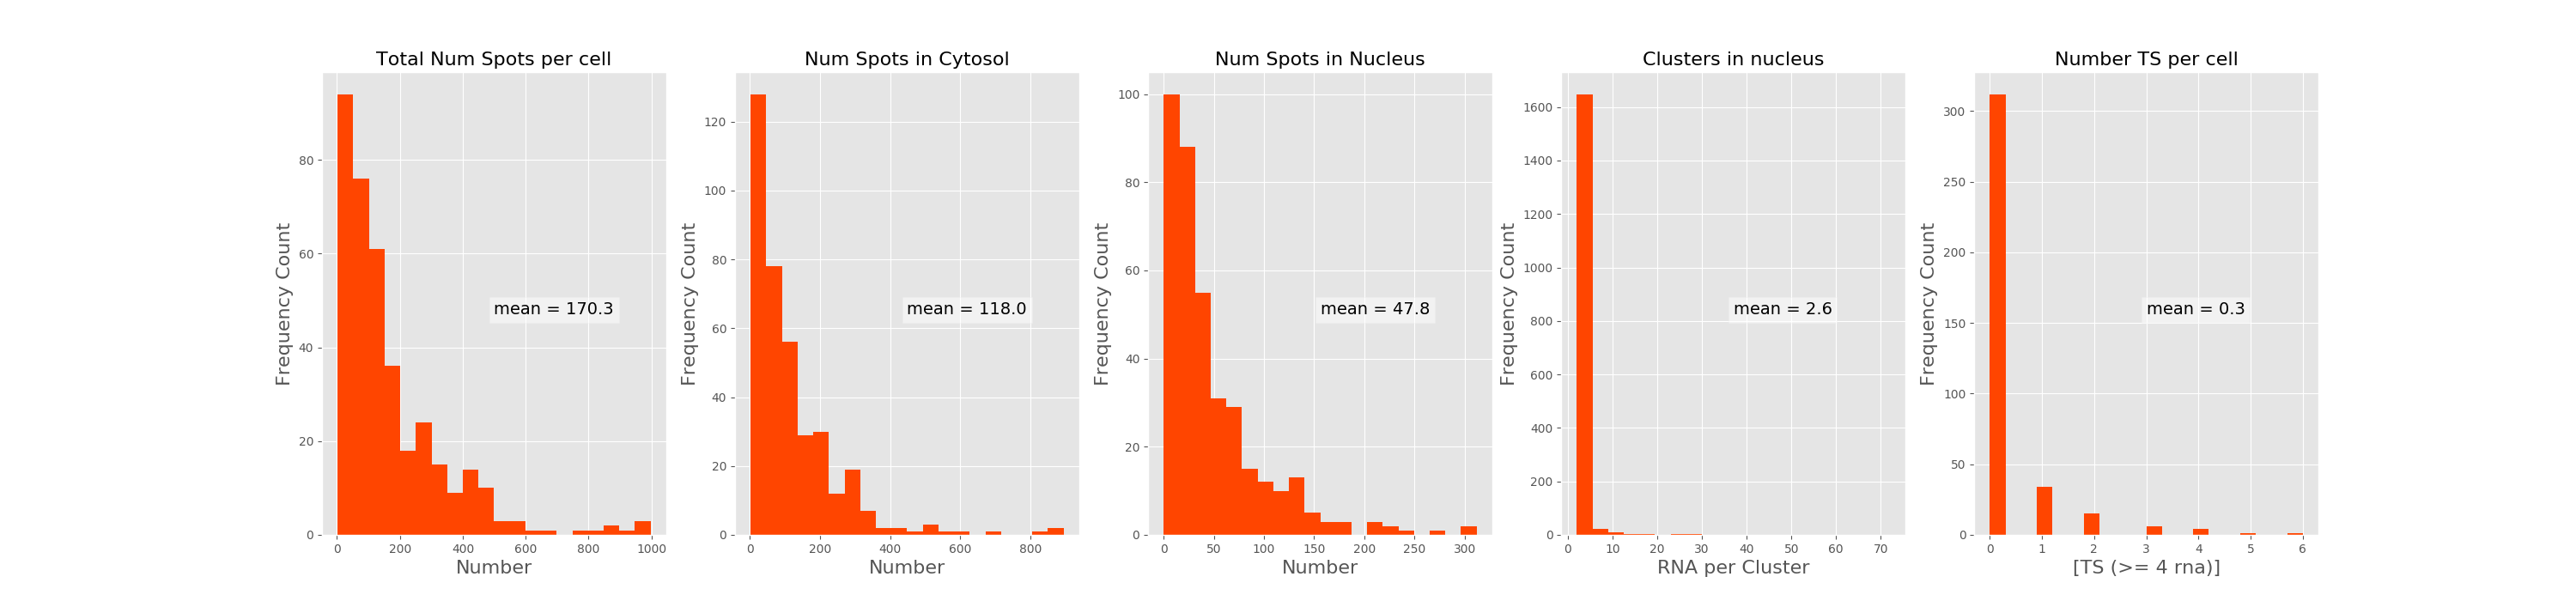 Total Num Spots per cell
Frequency Count
80
60
40
20
0
mean = 170.3
0 200 400 600 800 1000
Number
Num Spots in Cytosol
Frequency Count
120
100
80
60
40
20
0
mean = 118.0
0 200 400 600 800
Number
Num Spots in Nucleus
Frequency Count
100
80
60
40
20
0
mean = 47.8
0 50 100 150 200 250 300
Number
Clusters in nucleus
Frequency Count
1600
1400
1200
1000
800
600
400
200
0
mean = 2.6
0 10 20 30 40 50 60 70
RNA per Cluster
Number TS per cell
Frequency Count
300
250
200
150
100
50
0
mean = 0.3
0 1 2 3 4 5 6
[TS (>= 4 rna)]